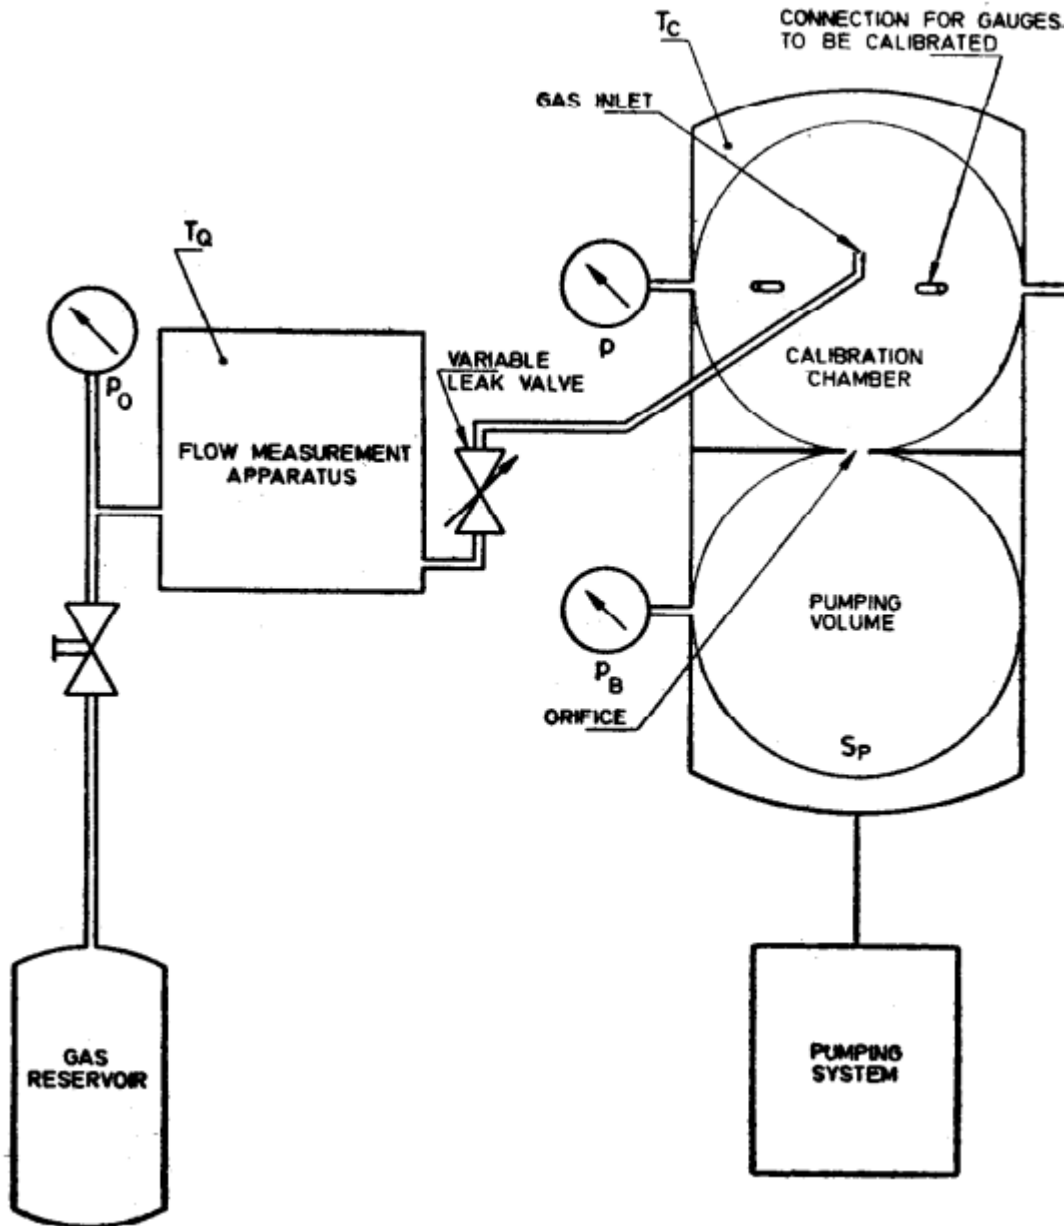 T_C
CONNECTION FOR GAUGES
TO BE CALIBRATED
GAS INLET
T_Q
p_0
p
VARIABLE
LEAK VALVE
CALIBRATION
CHAMBER
FLOW MEASUREMENT
APPARATUS
p_B
PUMPING
VOLUME
ORIFICE
S_P
GAS
RESERVOIR
PUMPING
SYSTEM